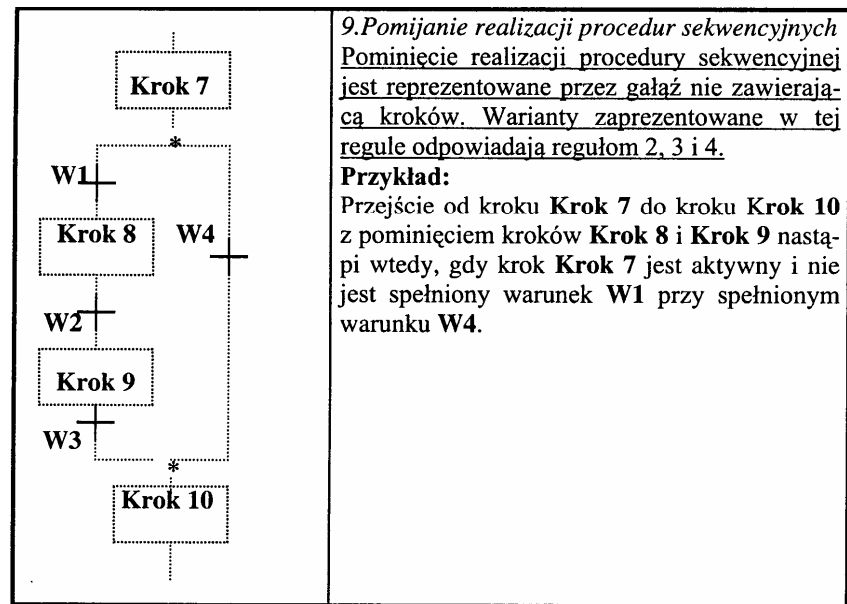 Krok 7
*
W1
Krok 8
W4
W2
Krok 9
W3
*
Krok 10
9.Pomijanie realizacji procedur sekwencyjnych
Pominięcie realizacji procedury sekwencyjnej
jest reprezentowane przez gałąź nie zawierają-
cą kroków. Warianty zaprezentowane w tej
regule odpowiadają regułom 2, 3 i 4.
Przykład:
Przejście od kroku Krok 7 do kroku Krok 10
z pominięciem kroków Krok 8 i Krok 9 nastą-
pi wtedy, gdy krok Krok 7 jest aktywny i nie
jest spełniony warunek W1 przy spełnionym
warunku W4.